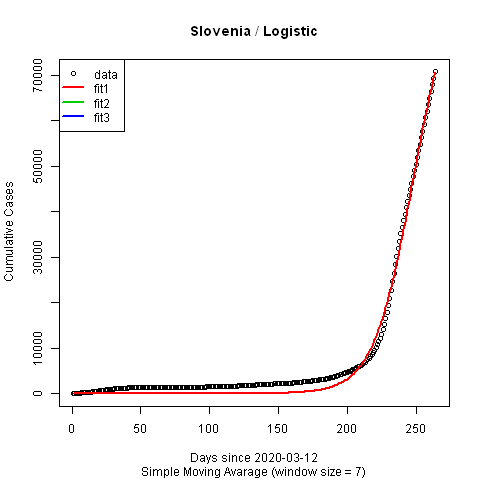 Slovenia / Logistic
data
fit1
fit2
fit3
Cumulative Cases
0
10000
30000
50000
70000
0 50 100 150 200 250
Days since 2020-03-12
Simple Moving Avarage (window size = 7)